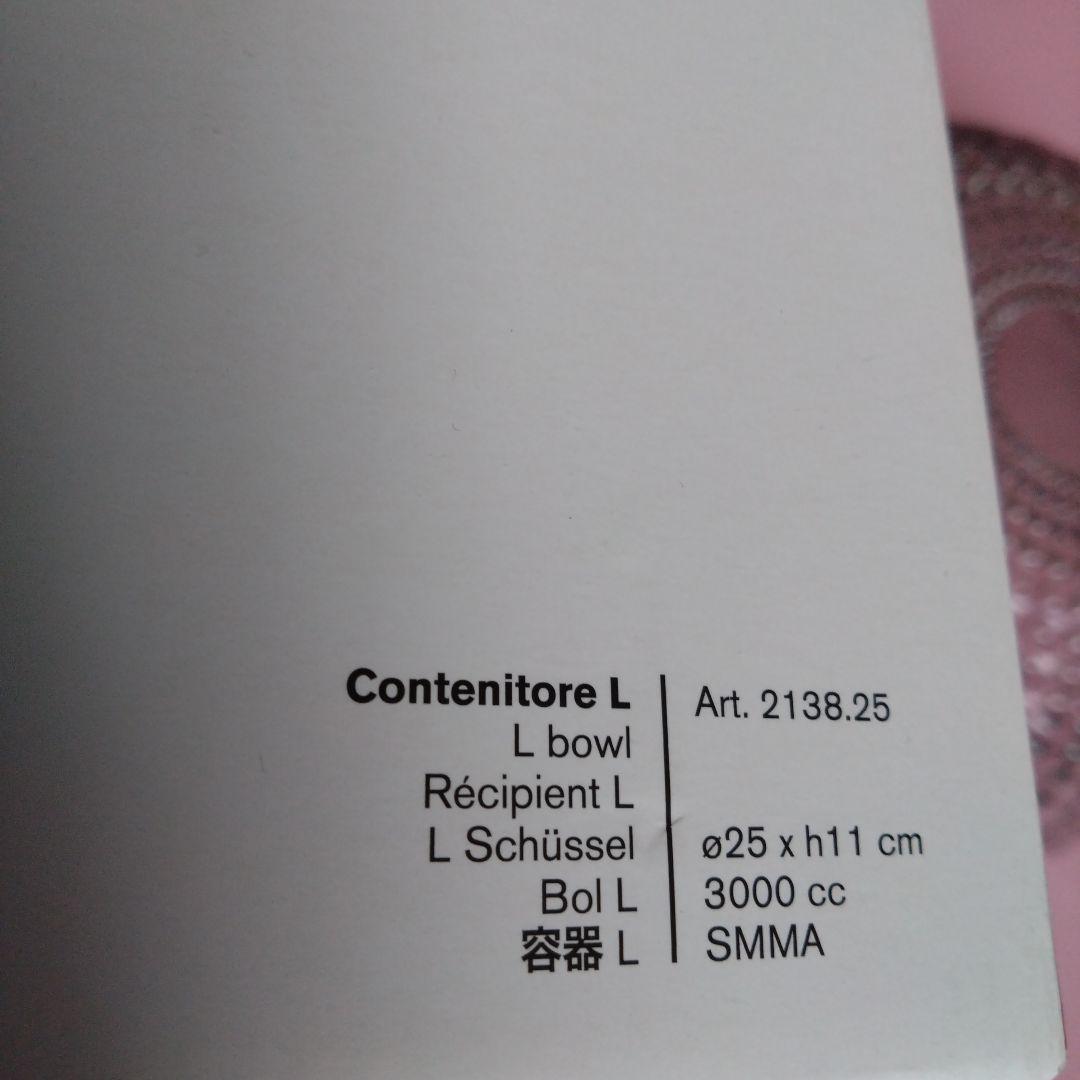 Contenitore L
L bowl
Récipient L
L Schüssel
Bol L
容器 L
Art. 2138.25
ø25 x h11 cm
3000 cc
SMMA